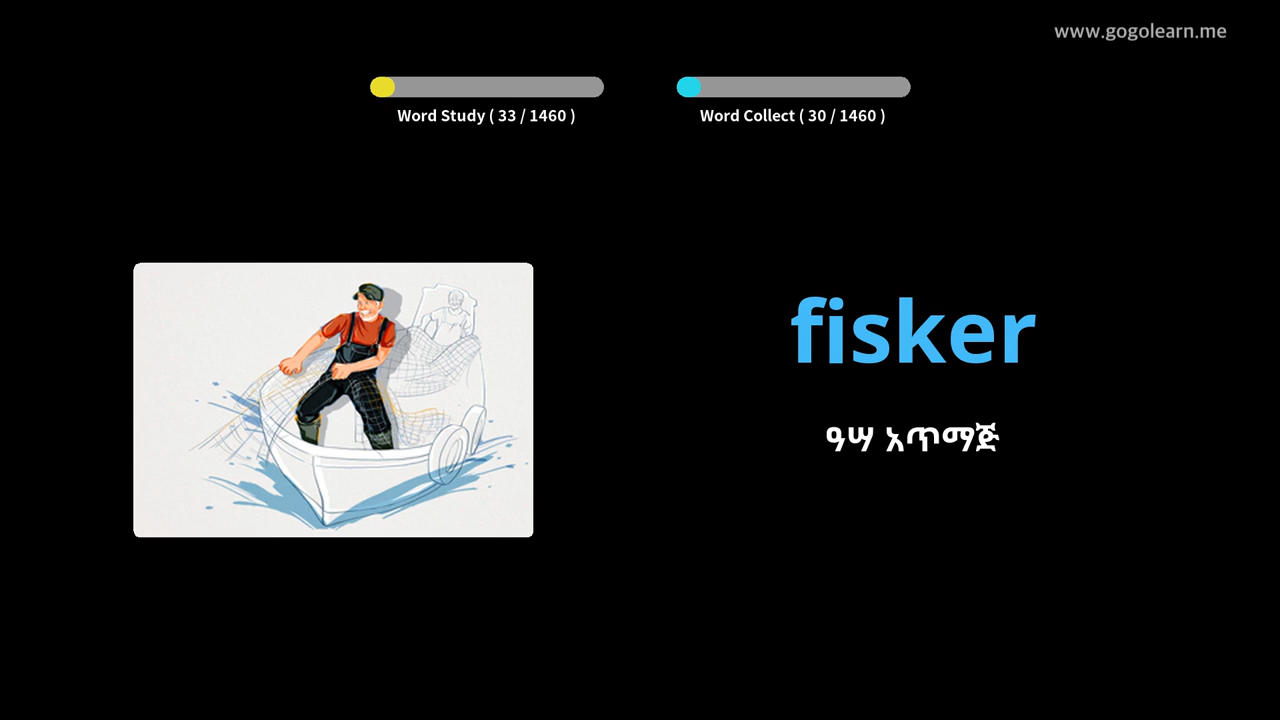 www.gogolearn.me
Word Study ( 33 / 1460 )
Word Collect ( 30 / 1460 )
fisker
ዓሣ አጥማጅ